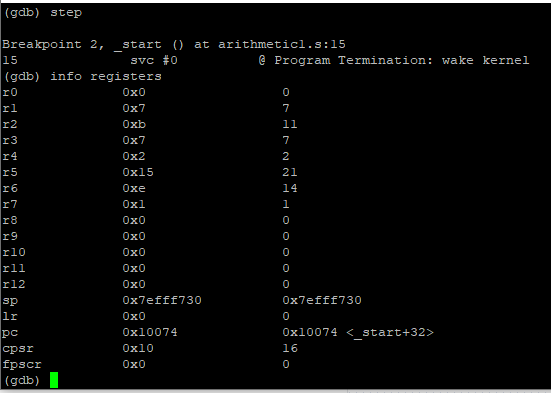 (gdb) step
Breakpoint 2, _start () at arithmetic1.s:15
15 svc #0 @ Program Termination: wake kernel
(gdb) info registers
r0 0x0 0
r1 0x7 7
r2 0xb 11
r3 0x7 7
r4 0x2 2
r5 0x15 21
r6 0xe 14
r7 0x1 1
r8 0x0 0
r9 0x0 0
r10 0x0 0
r11 0x0 0
r12 0x0 0
sp 0x7efff730 0x7efff730
lr 0x0 0
pc 0x10074 0x10074 <_start+32>
cpsr 0x10 16
fpscr 0x0 0
(gdb)